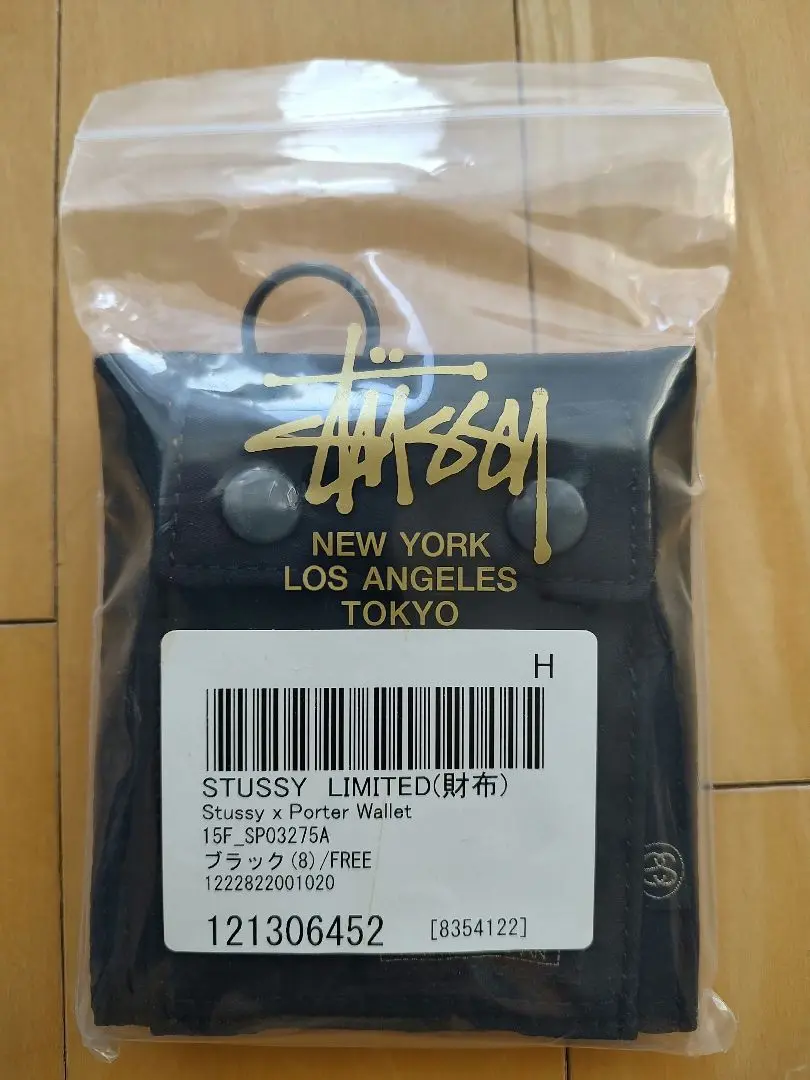 STÜSSY
NEW YORK
LOS ANGELES
TOKYO
H
STUSSY LIMITED(財布)
Stussy x Porter Wallet
15F_SP03275A
ブラック(8)/FREE
1222822001020
121306452 [8354122]